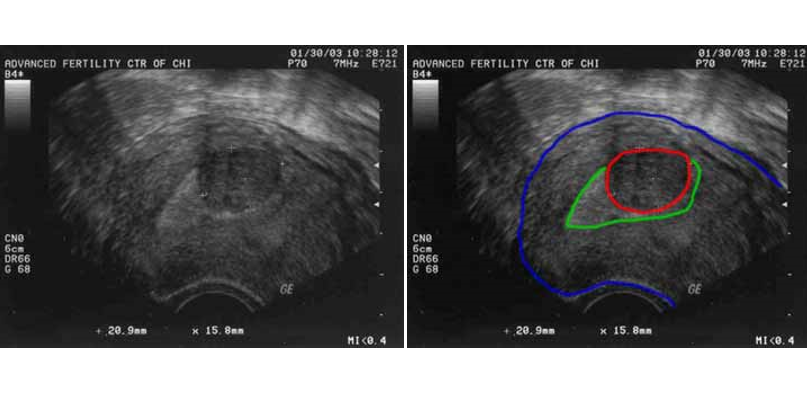 01/30/03 10:28:12
ADVANCED FERTILITY CTR OF CHI P70 7MHz E721
B4*
CN0
6cm
DR66
G 68
GE
+ 20.9mm x 15.8mm
MI<0.4
01/30/03 10:28:12
ADVANCED FERTILITY CTR OF CHI P70 7MHz E721
B4*
CN0
6cm
DR66
G 68
GE
+ 20.9mm x 15.8mm
MI<0.4